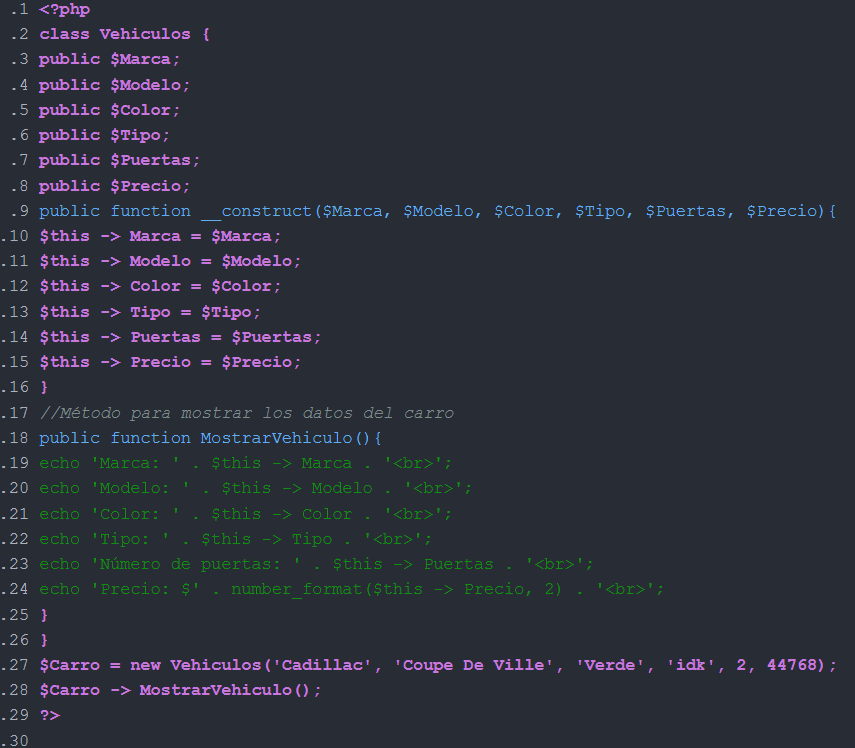 .1 <?php
.2 class Vehiculos {
.3 public $Marca;
.4 public $Modelo;
.5 public $Color;
.6 public $Tipo;
.7 public $Puertas;
.8 public $Precio;
.9 public function __construct($Marca, $Modelo, $Color, $Tipo, $Puertas, $Precio){
.10 $this -> Marca = $Marca;
.11 $this -> Modelo = $Modelo;
.12 $this -> Color = $Color;
.13 $this -> Tipo = $Tipo;
.14 $this -> Puertas = $Puertas;
.15 $this -> Precio = $Precio;
.16 }
.17 //Método para mostrar los datos del carro
.18 public function MostrarVehiculo(){
.19 echo 'Marca: ' . $this -> Marca . '<br>';
.20 echo 'Modelo: ' . $this -> Modelo . '<br>';
.21 echo 'Color: ' . $this -> Color . '<br>';
.22 echo 'Tipo: ' . $this -> Tipo . '<br>';
.23 echo 'Número de puertas: ' . $this -> Puertas . '<br>';
.24 echo 'Precio: $' . number_format($this -> Precio, 2) . '<br>';
.25 }
.26 }
.27 $Carro = new Vehiculos('Cadillac', 'Coupe De Ville', 'Verde', 'idk', 2, 44768);
.28 $Carro -> MostrarVehiculo();
.29 ?>
.30